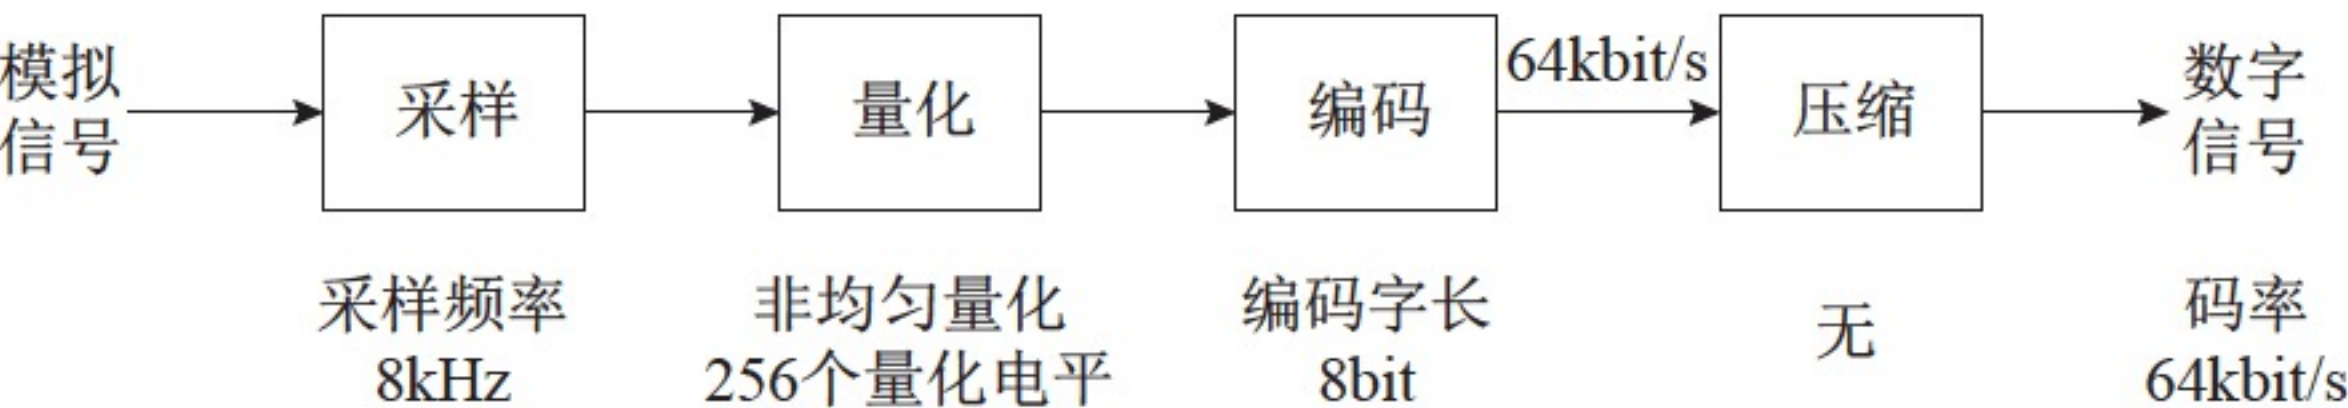 模拟
信号
采样
量化
编码
64kbit/s
压缩
数字
信号
采样频率
8kHz
非均匀量化
256个量化电平
编码字长
8bit
无
码率
64kbit/s